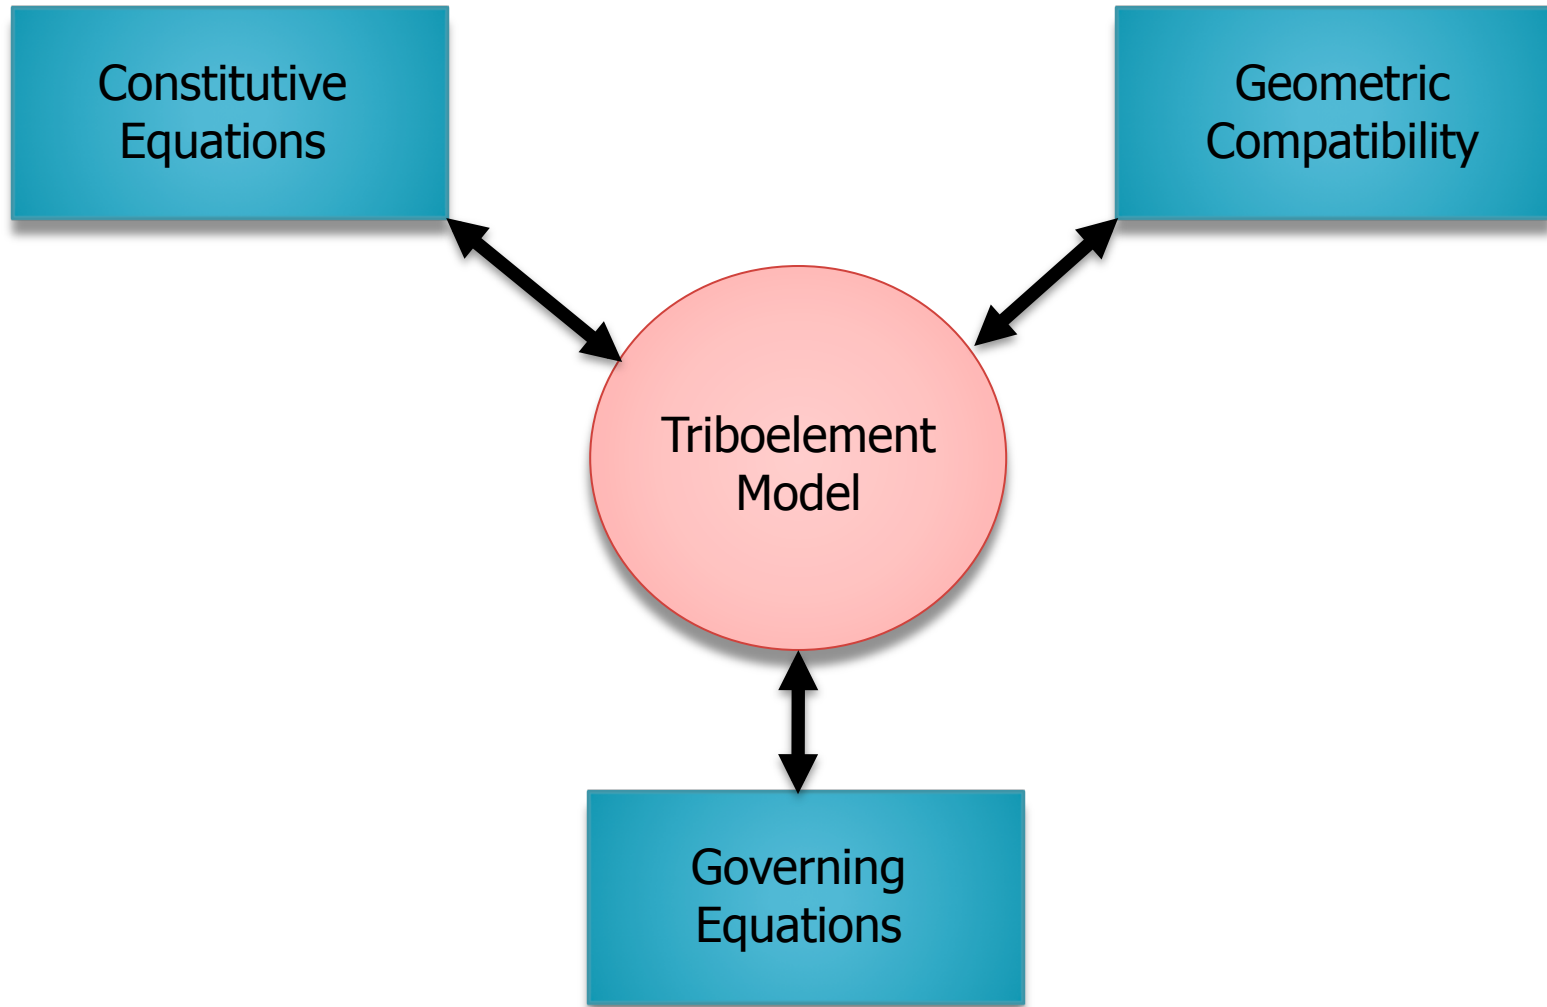 Constitutive
Equations
Geometric
Compatibility
Triboelement
Model
Governing
Equations